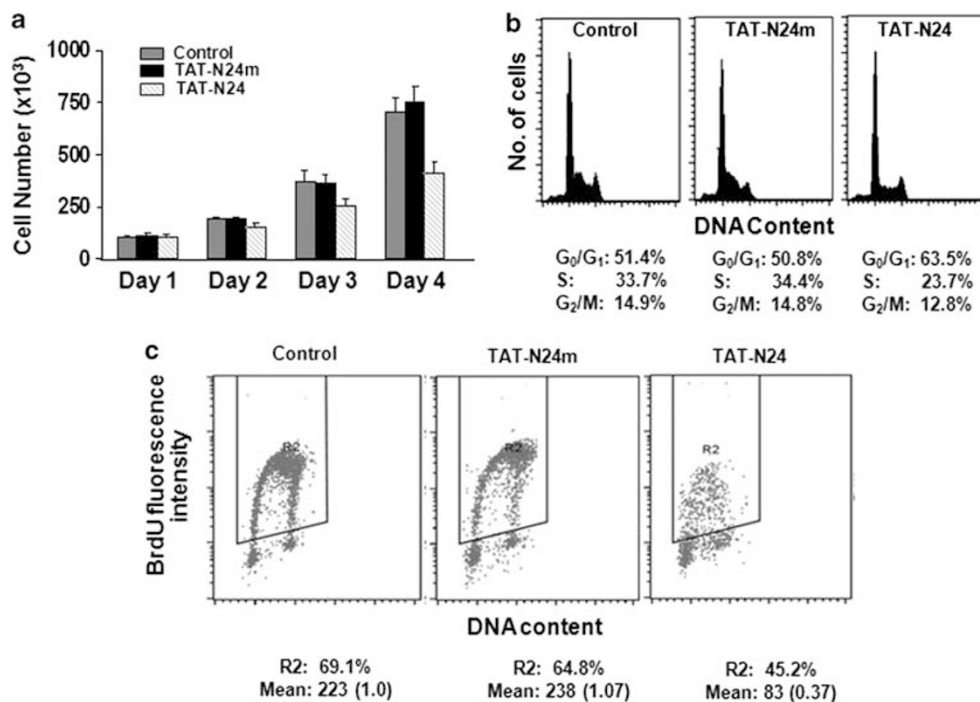 a
Cell Number (x10³)
1000
750
500
250
0
Control
TAT-N24m
TAT-N24
Day 1 Day 2 Day 3 Day 4
b
No. of cells
Control TAT-N24m TAT-N24
DNA Content
G₀/G₁: 51.4%
S: 33.7%
G₂/M: 14.9%
G₀/G₁: 50.8%
S: 34.4%
G₂/M: 14.8%
G₀/G₁: 63.5%
S: 23.7%
G₂/M: 12.8%
c
BrdU fluorescence
intensity
Control TAT-N24m TAT-N24
R2 R2 R2
DNA content
R2: 69.1%
Mean: 223 (1.0)
R2: 64.8%
Mean: 238 (1.07)
R2: 45.2%
Mean: 83 (0.37)